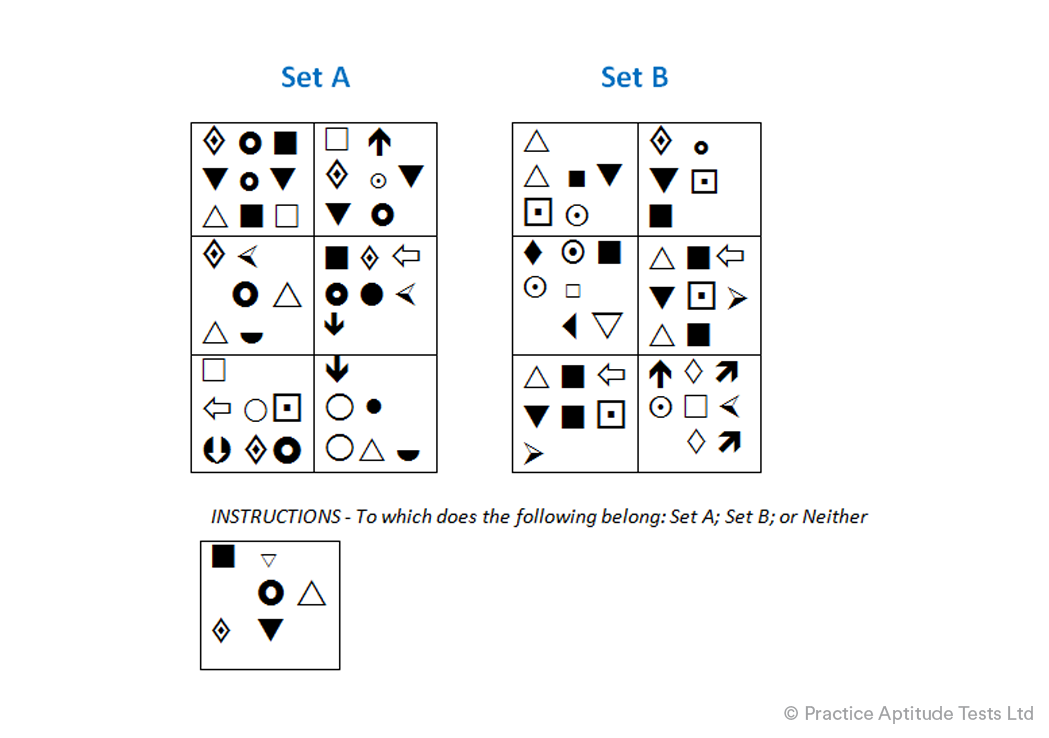 Set A
Set B
INSTRUCTIONS - To which does the following belong: Set A; Set B; or Neither
© Practice Aptitude Tests Ltd